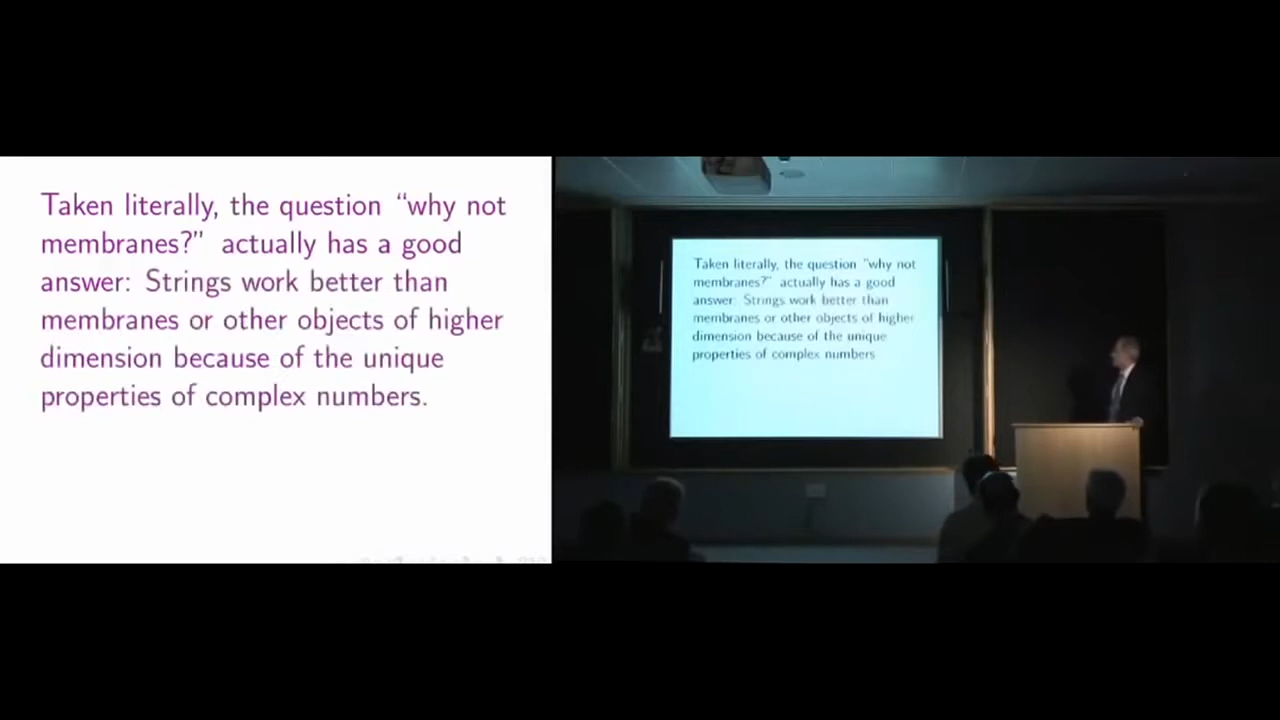 Taken literally, the question “why not
membranes?” actually has a good
answer: Strings work better than
membranes or other objects of higher
dimension because of the unique
properties of complex numbers.
Taken literally, the question “why not
membranes?” actually has a good
answer: Strings work better than
membranes or other objects of higher
dimension because of the unique
properties of complex numbers